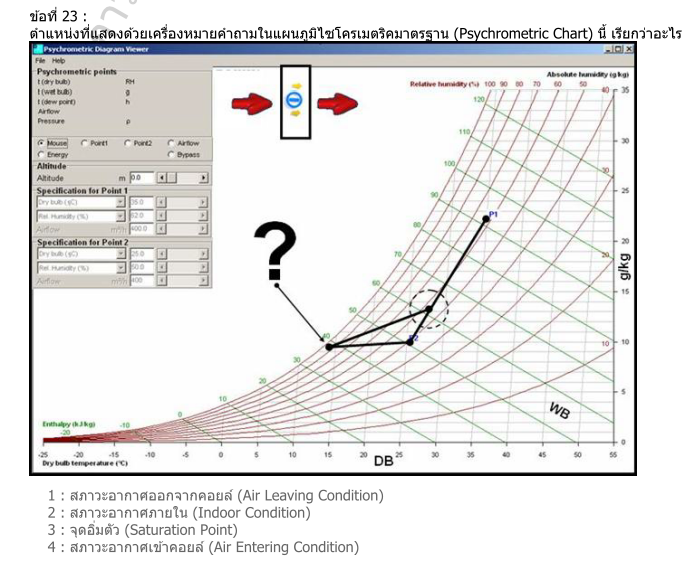 ข้อที่ 23 :
ตำแหน่งที่แสดงด้วยเครื่องหมายคำถามในแผนภูมิไซโครเมตริคมาตรฐาน (Psychrometric Chart) นี้ เรียกว่าอะไร
Psychrometric Diagram Viewer
File Help
Psychrometric points
t (dry bulb) RH
t (wet bulb) g
t (dew point) h
Airflow
Pressure p
Mouse Point1 Point2 Airflow
Energy Bypass
Altitude
Altitude m 0.0
Specification for Point 1
Dry bulb (ºC) 35.0
Rel. Humidity (%) 62.0
Airflow m³/h 400.0
Specification for Point 2
Dry bulb (ºC) 25.0
Rel. Humidity (%) 50.0
Airflow m³/h 400
Absolute humidity (g/kg)
Relative humidity (%) 100 90 80 70 60 50 40 35
120
110 30
100
90 25
P1
80 20
?
70 20 g/kg
60 15
50
40 P2 10 10
30
20
10 5
WB
0
Enthalpy (kJ/kg) -10
-20 0
-25 -20 -15 -10 -5 0 5 10 15 20 25 30 35 40 45 50 55
Dry bulb temperature (ºC) DB
1 : สภาวะอากาศออกจากคอยล์ (Air Leaving Condition)
2 : สภาวะอากาศภายใน (Indoor Condition)
3 : จุดอิ่มตัว (Saturation Point)
4 : สภาวะอากาศเข้าคอยล์ (Air Entering Condition)